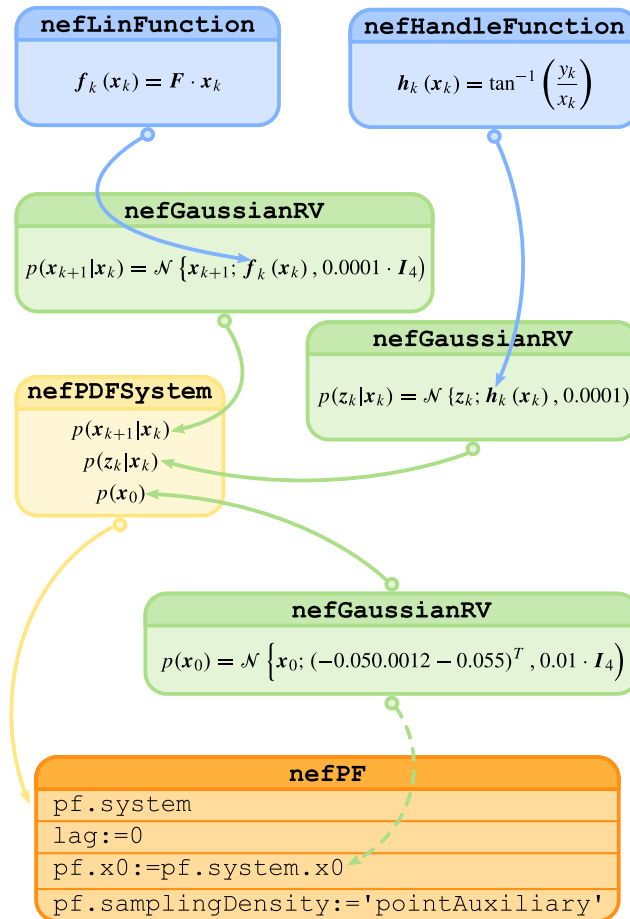 nefLinFunction
f_k (x_k) = F · x_k
nefHandleFunction
h_k (x_k) = tan⁻¹ (y_k / x_k)
nefGaussianRV
p(x_{k+1}|x_k) = 𝒩 {x_{k+1}; f_k (x_k) , 0.0001 · I_4)
nefGaussianRV
p(z_k|x_k) = 𝒩 {z_k; h_k (x_k) , 0.0001)
nefPDFSystem
p(x_{k+1}|x_k)
p(z_k|x_k)
p(x_0)
nefGaussianRV
p(x_0) = 𝒩 {x_0; (−0.050.0012 − 0.055)^T , 0.01 · I_4)
nefPF
pf.system
lag:=0
pf.x0:=pf.system.x0
pf.samplingDensity:='pointAuxiliary'